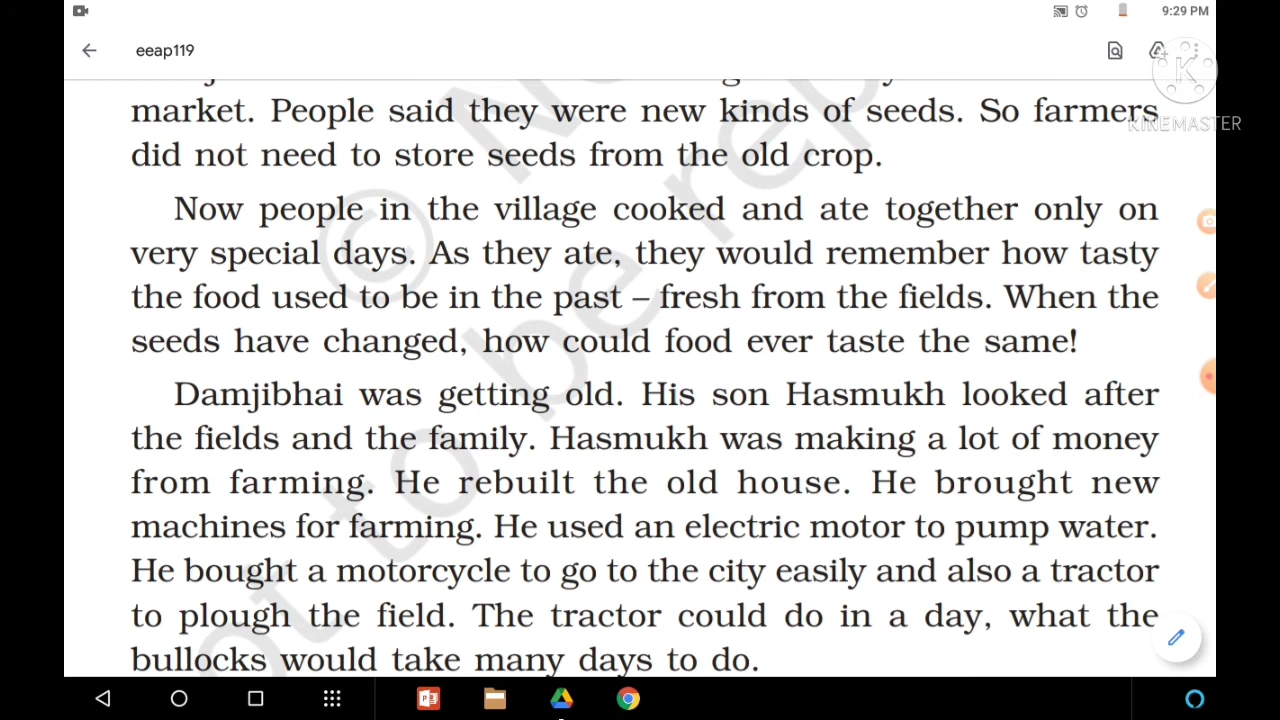 9:29 PM
eeap119
market. People said they were new kinds of seeds. So farmers
KINEMASTER
did not need to store seeds from the old crop.
Now people in the village cooked and ate together only on
very special days. As they ate, they would remember how tasty
the food used to be in the past – fresh from the fields. When the
seeds have changed, how could food ever taste the same!
Damjibhai was getting old. His son Hasmukh looked after
the fields and the family. Hasmukh was making a lot of money
from farming. He rebuilt the old house. He brought new
machines for farming. He used an electric motor to pump water.
He bought a motorcycle to go to the city easily and also a tractor
to plough the field. The tractor could do in a day, what the
bullocks would take many days to do.